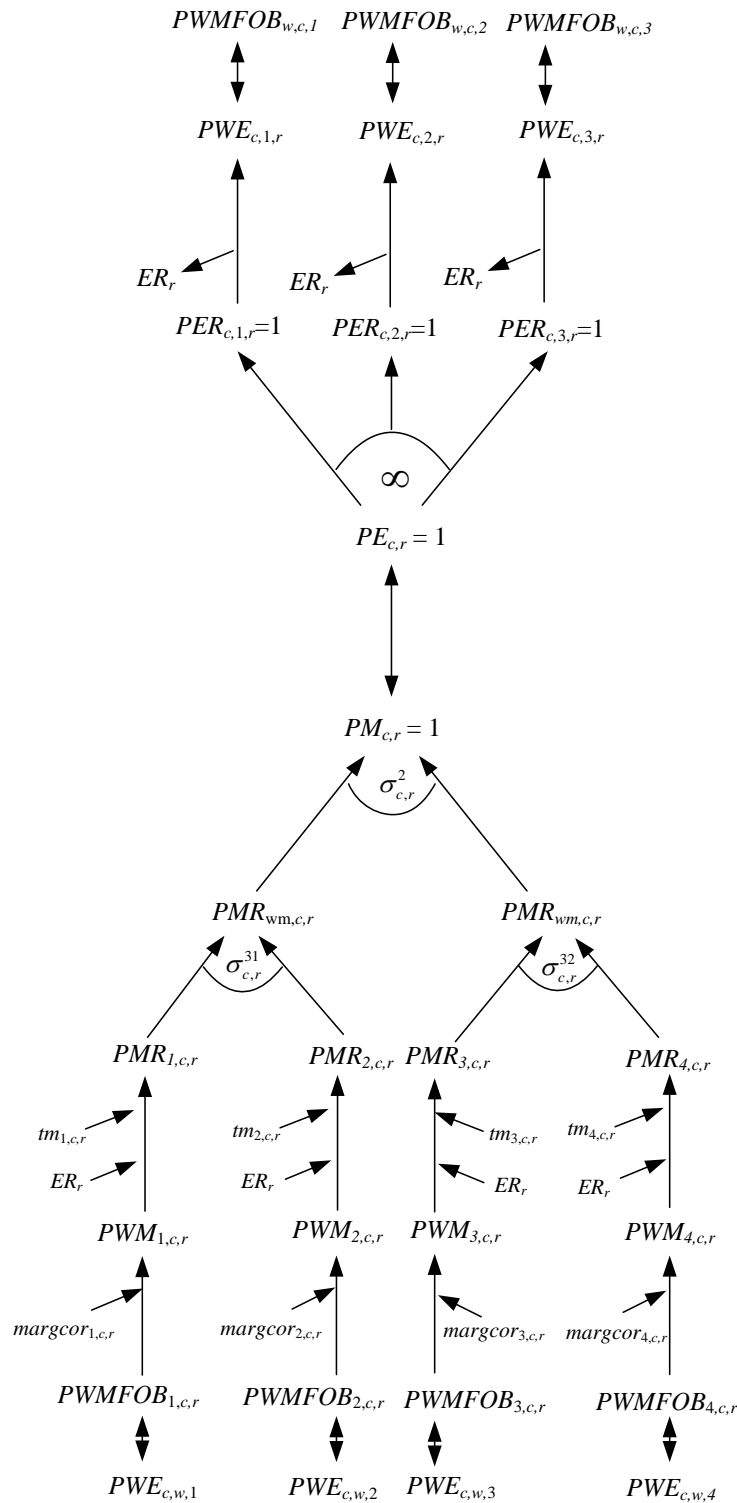 PWMFOB_{w,c,1} PWMFOB_{w,c,2} PWMFOB_{w,c,3}
PWE_{c,1,r} PWE_{c,2,r} PWE_{c,3,r}
ER_r ER_r ER_r
PER_{c,1,r}=1 PER_{c,2,r}=1 PER_{c,3,r}=1
∞
PE_{c,r} = 1
PM_{c,r} = 1
σ^{2}_{c,r}
PMR_{wm,c,r} PMR_{wm,c,r}
σ^{31}_{c,r} σ^{32}_{c,r}
PMR_{1,c,r} PMR_{2,c,r} PMR_{3,c,r} PMR_{4,c,r}
tm_{1,c,r} tm_{2,c,r} tm_{3,c,r} tm_{4,c,r}
ER_r ER_r ER_r ER_r
PWM_{1,c,r} PWM_{2,c,r} PWM_{3,c,r} PWM_{4,c,r}
margcor_{1,c,r} margcor_{2,c,r} margcor_{3,c,r} margcor_{4,c,r}
PWMFOB_{1,c,r} PWMFOB_{2,c,r} PWMFOB_{3,c,r} PWMFOB_{4,c,r}
PWE_{c,w,1} PWE_{c,w,2} PWE_{c,w,3} PWE_{c,w,4}